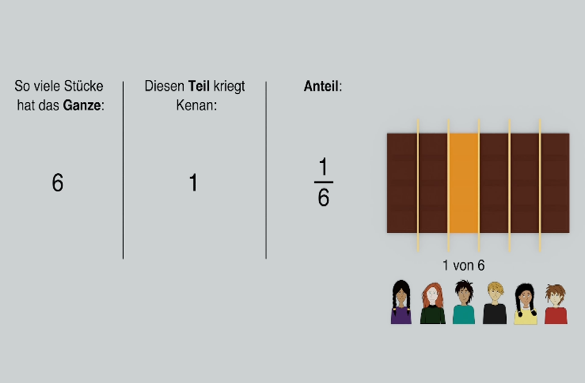 So viele Stücke
hat das Ganze:
6
Diesen Teil kriegt
Kenan:
1
Anteil:
1
6
1 von 6